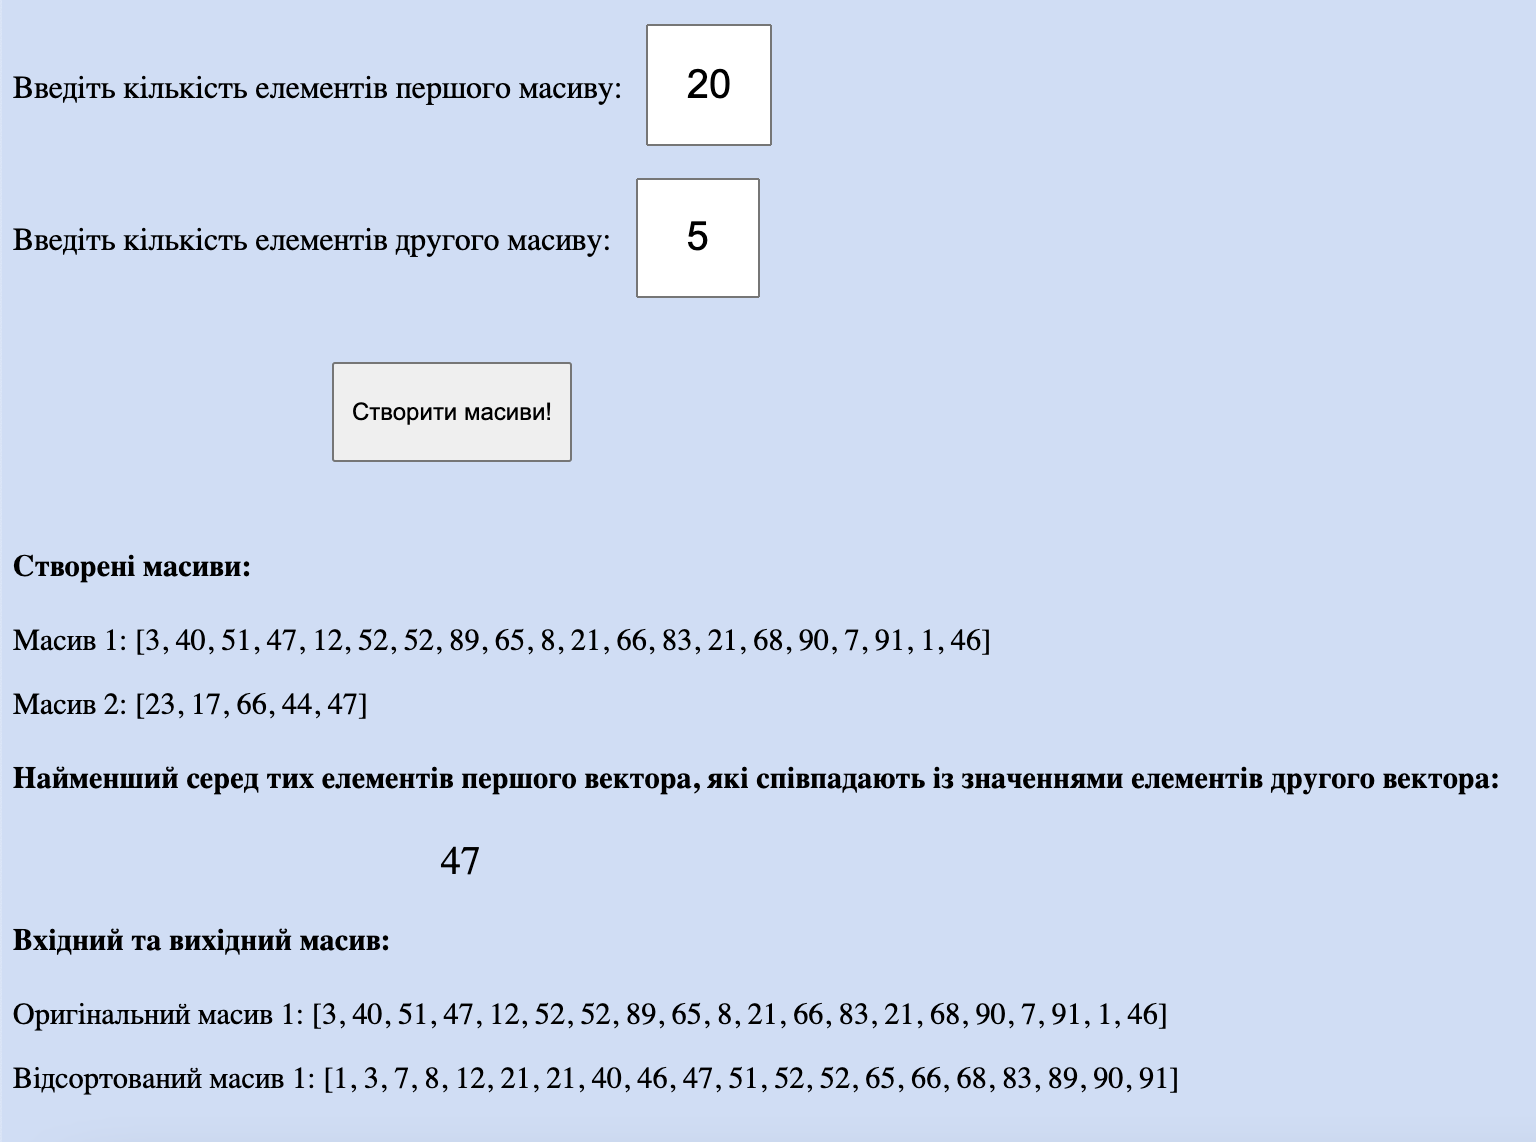 Введіть кількість елементів першого масиву: 20
Введіть кількість елементів другого масиву: 5
Створити масиви!
Створені масиви:
Масив 1: [3, 40, 51, 47, 12, 52, 52, 89, 65, 8, 21, 66, 83, 21, 68, 90, 7, 91, 1, 46]
Масив 2: [23, 17, 66, 44, 47]
Найменший серед тих елементів першого вектора, які співпадають із значеннями елементів другого вектора:
47
Вхідний та вихідний масив:
Оригінальний масив 1: [3, 40, 51, 47, 12, 52, 52, 89, 65, 8, 21, 66, 83, 21, 68, 90, 7, 91, 1, 46]
Відсортований масив 1: [1, 3, 7, 8, 12, 21, 21, 40, 46, 47, 51, 52, 52, 65, 66, 68, 83, 89, 90, 91]